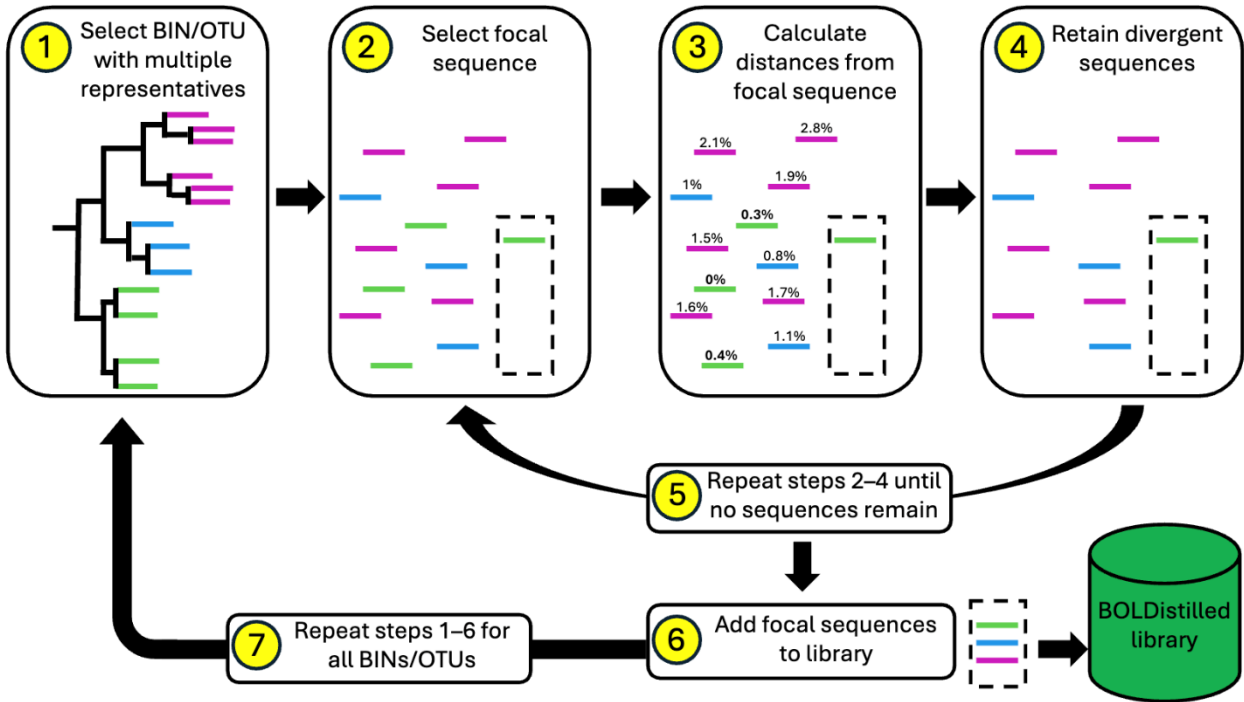 1
Select BIN/OTU
with multiple
representatives
2
Select focal
sequence
3
Calculate
distances from
focal sequence
2.1%
2.8%
1%
1.9%
0.3%
1.5%
0.8%
0%
1.7%
1.6%
1.1%
0.4%
4
Retain divergent
sequences
5
Repeat steps 2–4 until
no sequences remain
6
Add focal sequences
to library
7
Repeat steps 1–6 for
all BINs/OTUs
BOLDistilled
library